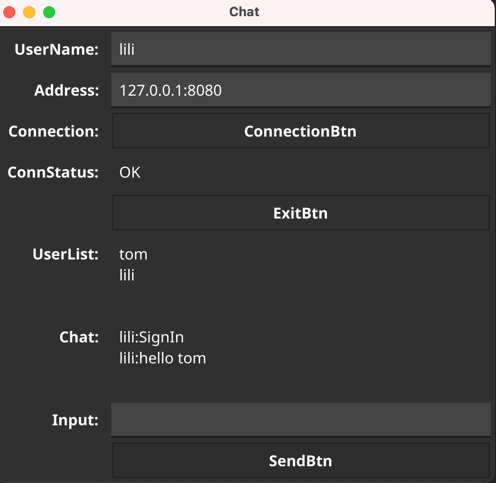 Chat
UserName: lili
Address: 127.0.0.1:8080
Connection: ConnectionBtn
ConnStatus: OK
ExitBtn
UserList: tom
lili
Chat: lili:SignIn
lili:hello tom
Input:
SendBtn